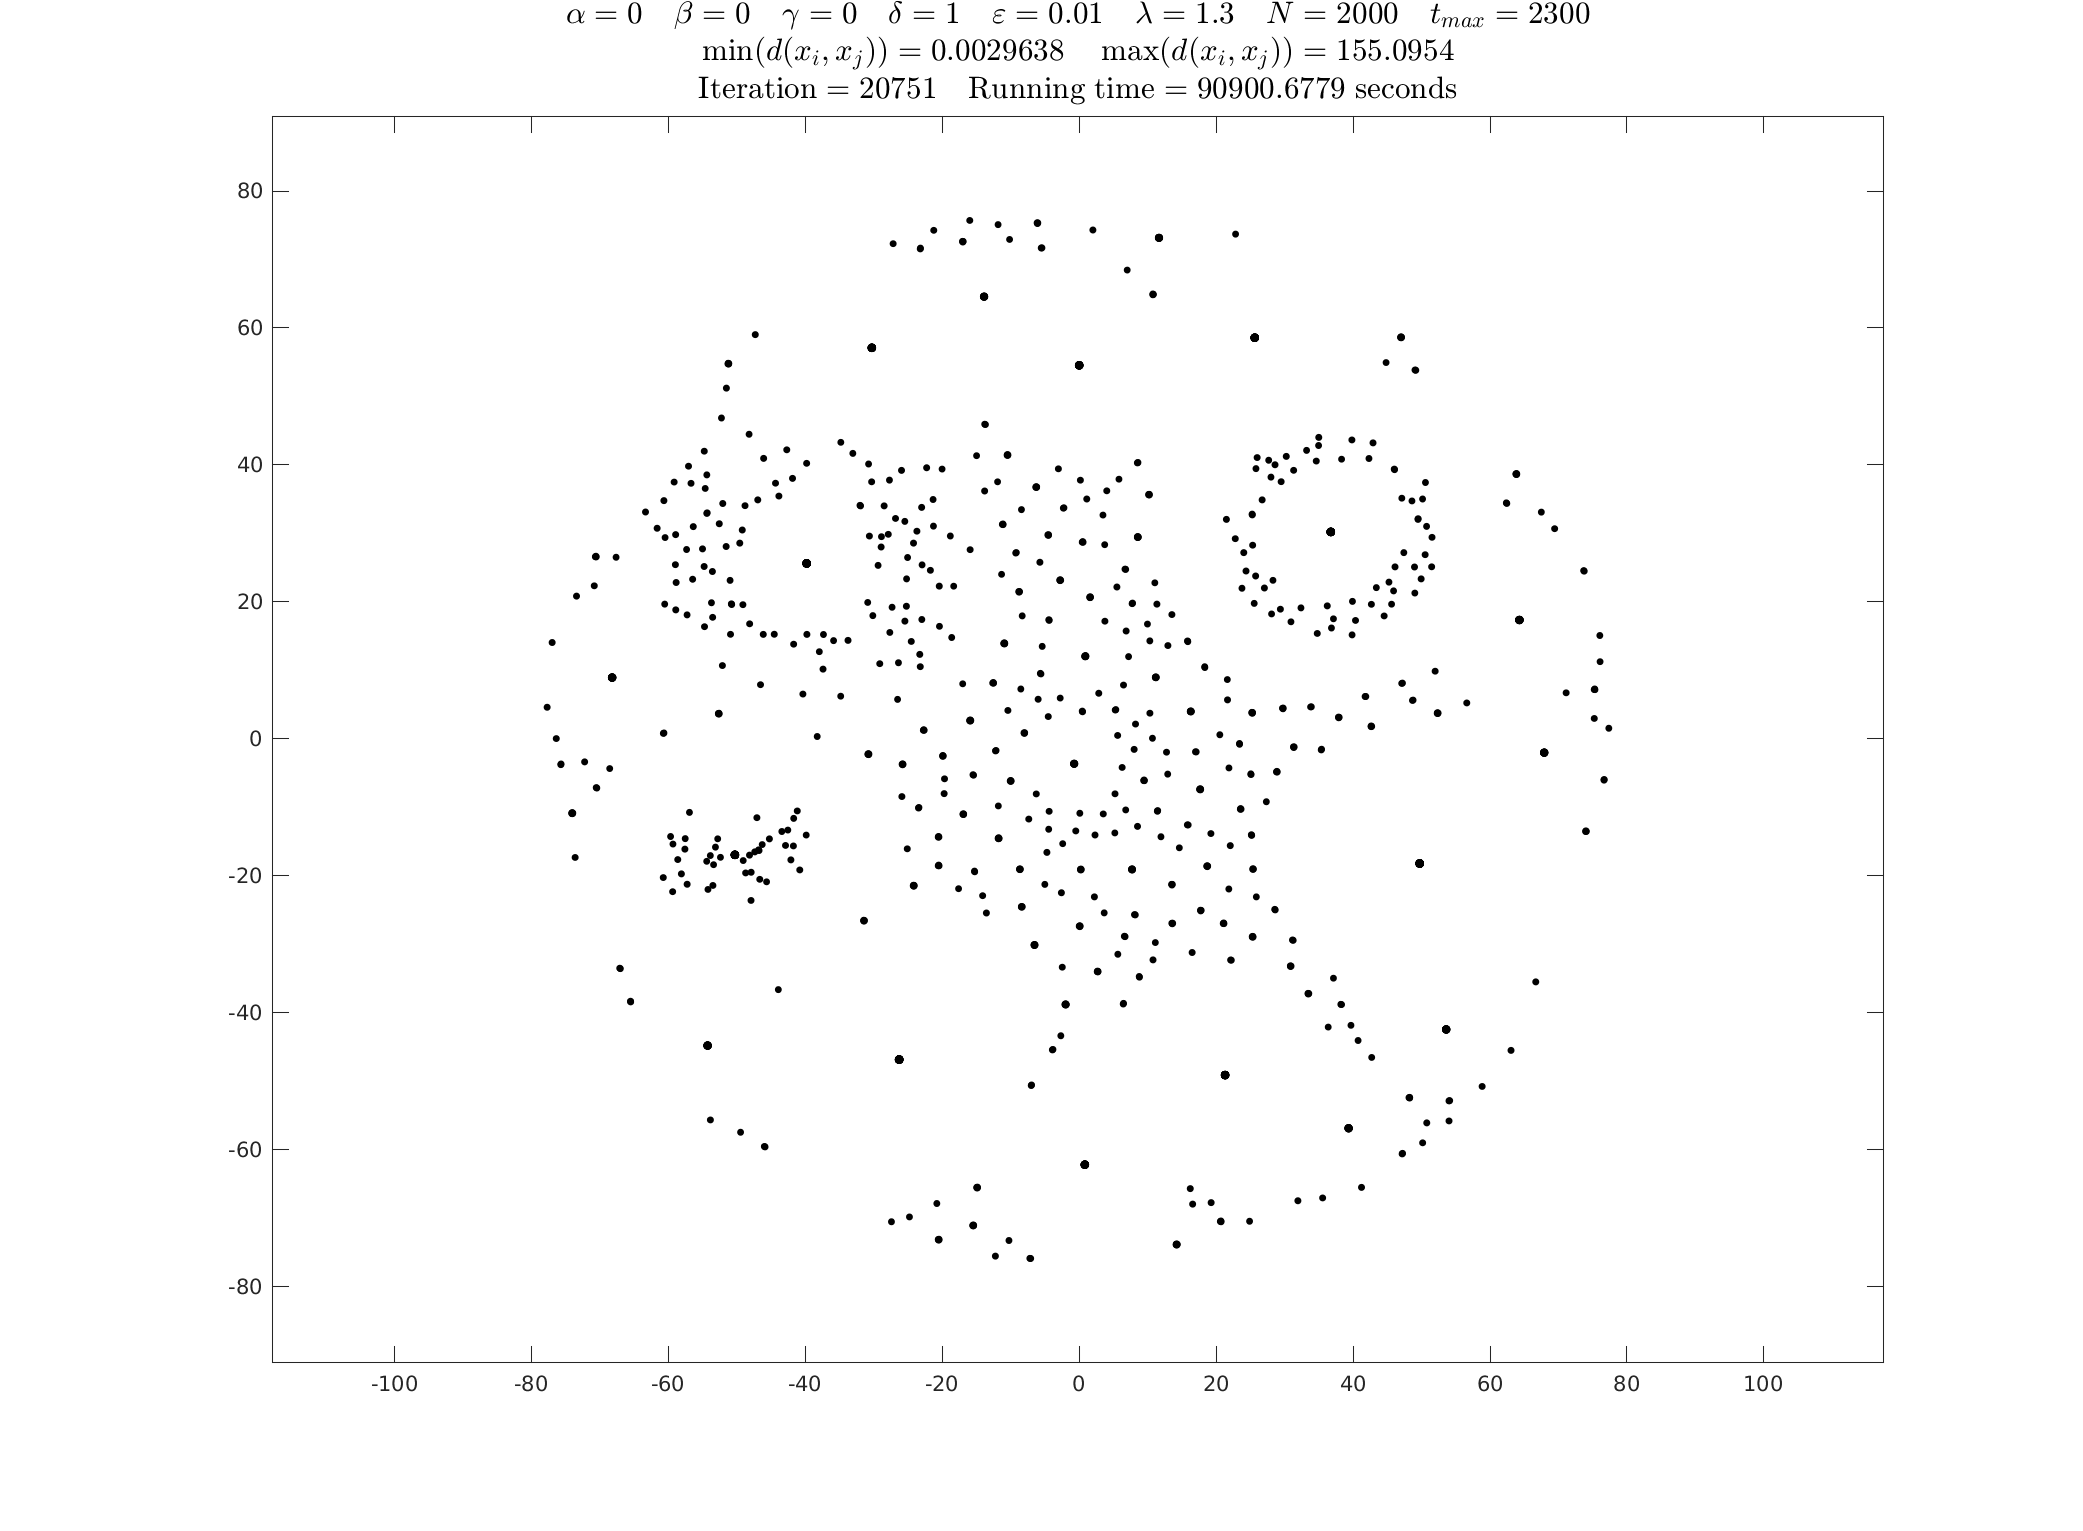 α = 0 β = 0 γ = 0 δ = 1 ε = 0.01 λ = 1.3 N = 2000 t_max = 2300
min(d(x_i, x_j)) = 0.0029638 max(d(x_i, x_j)) = 155.0954
Iteration = 20751 Running time = 90900.6779 seconds
80
60
40
20
0
-20
-40
-60
-80
-100 -80 -60 -40 -20 0 20 40 60 80 100